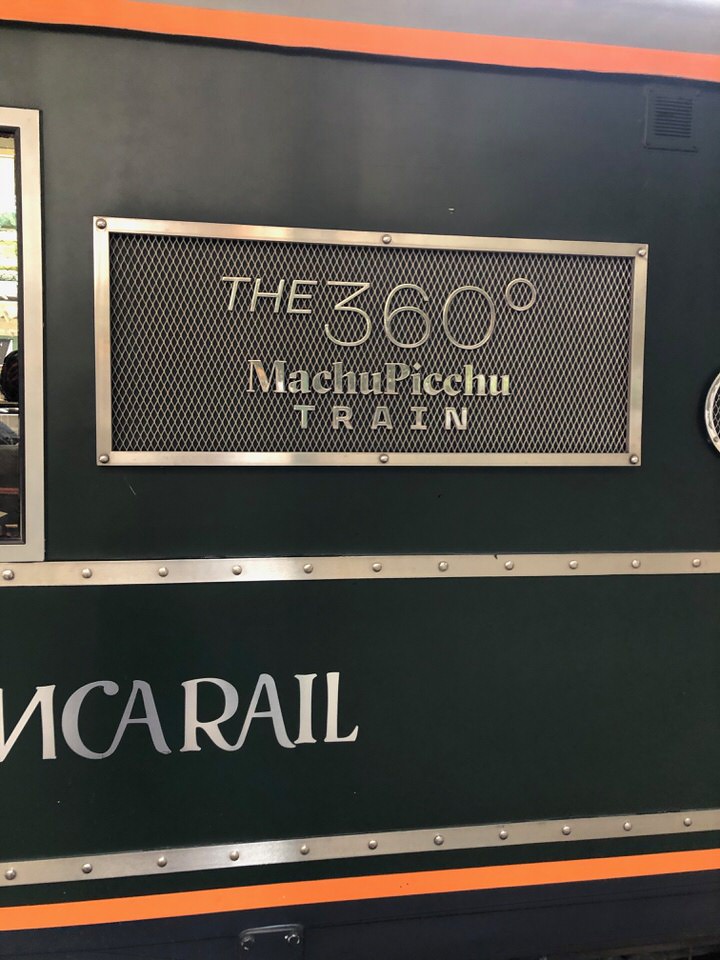 THE 360°
MachuPicchu
TRAIN
NCARAIL